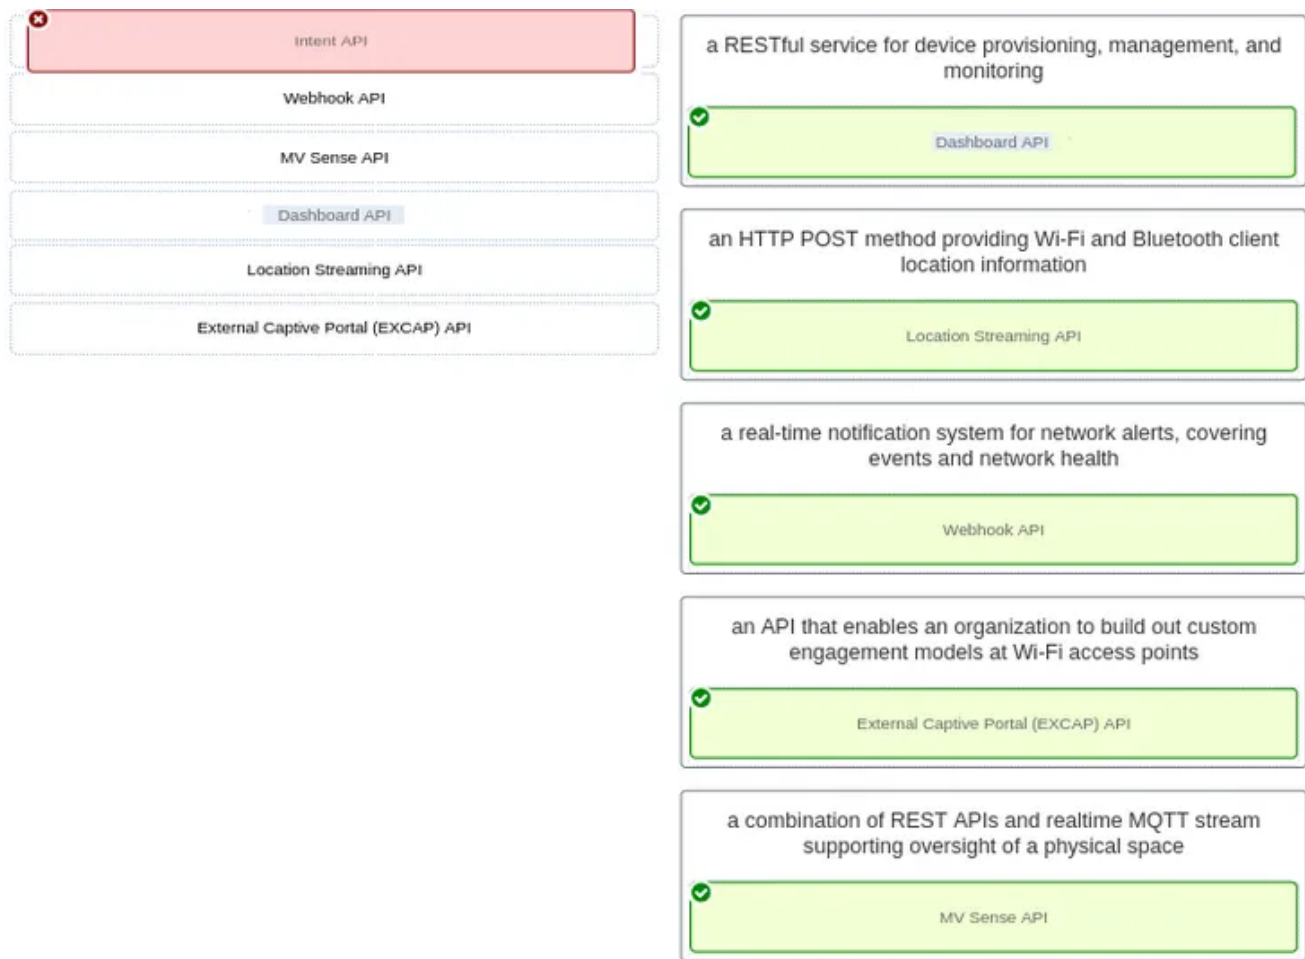 Intent API
Webhook API
MV Sense API
Dashboard API
Location Streaming API
External Captive Portal (EXCAP) API
a RESTful service for device provisioning, management, and
monitoring
Dashboard API
an HTTP POST method providing Wi-Fi and Bluetooth client
location information
Location Streaming API
a real-time notification system for network alerts, covering
events and network health
Webhook API
an API that enables an organization to build out custom
engagement models at Wi-Fi access points
External Captive Portal (EXCAP) API
a combination of REST APIs and realtime MQTT stream
supporting oversight of a physical space
MV Sense API